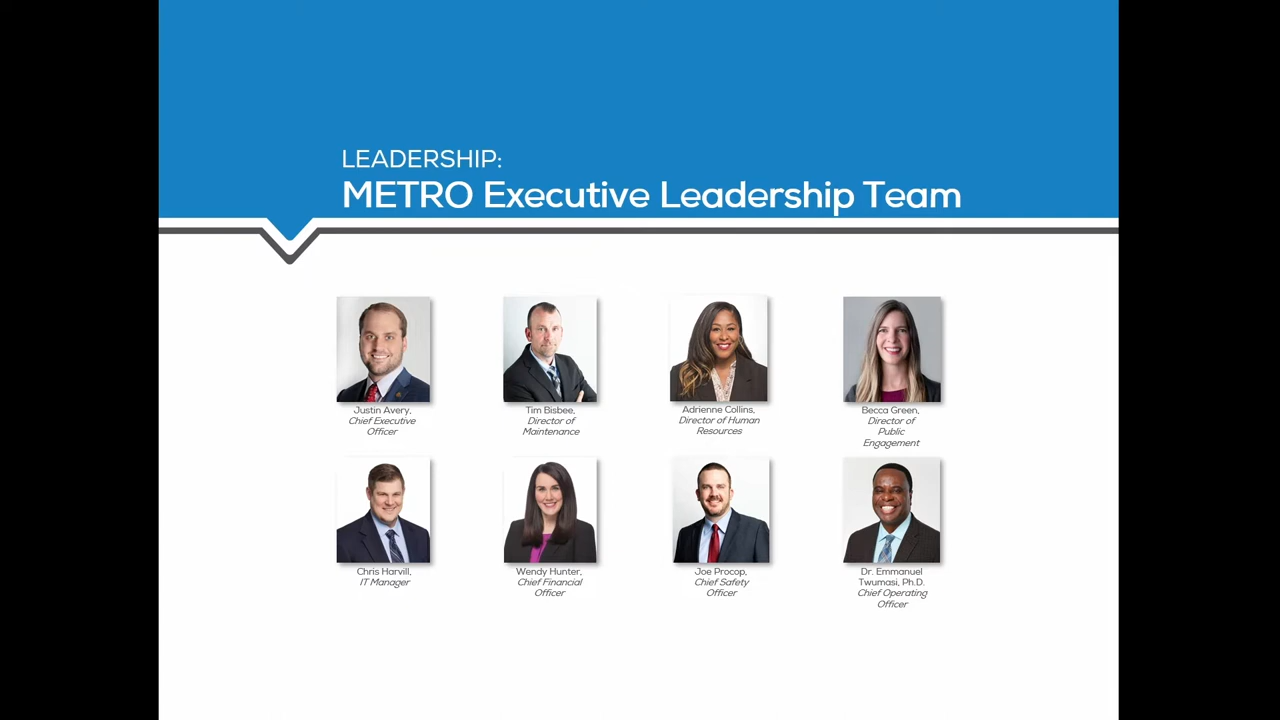 LEADERSHIP:
METRO Executive Leadership Team
Justin Avery,
Chief Executive
Officer
Tim Bisbee,
Director of
Maintenance
Adrienne Collins,
Director of Human
Resources
Becca Green,
Director of
Public
Engagement
Chris Harvill,
IT Manager
Wendy Hunter,
Chief Financial
Officer
Joe Procop,
Chief Safety
Officer
Dr. Emmanuel
Twumasi, Ph.D.
Chief Operating
Officer